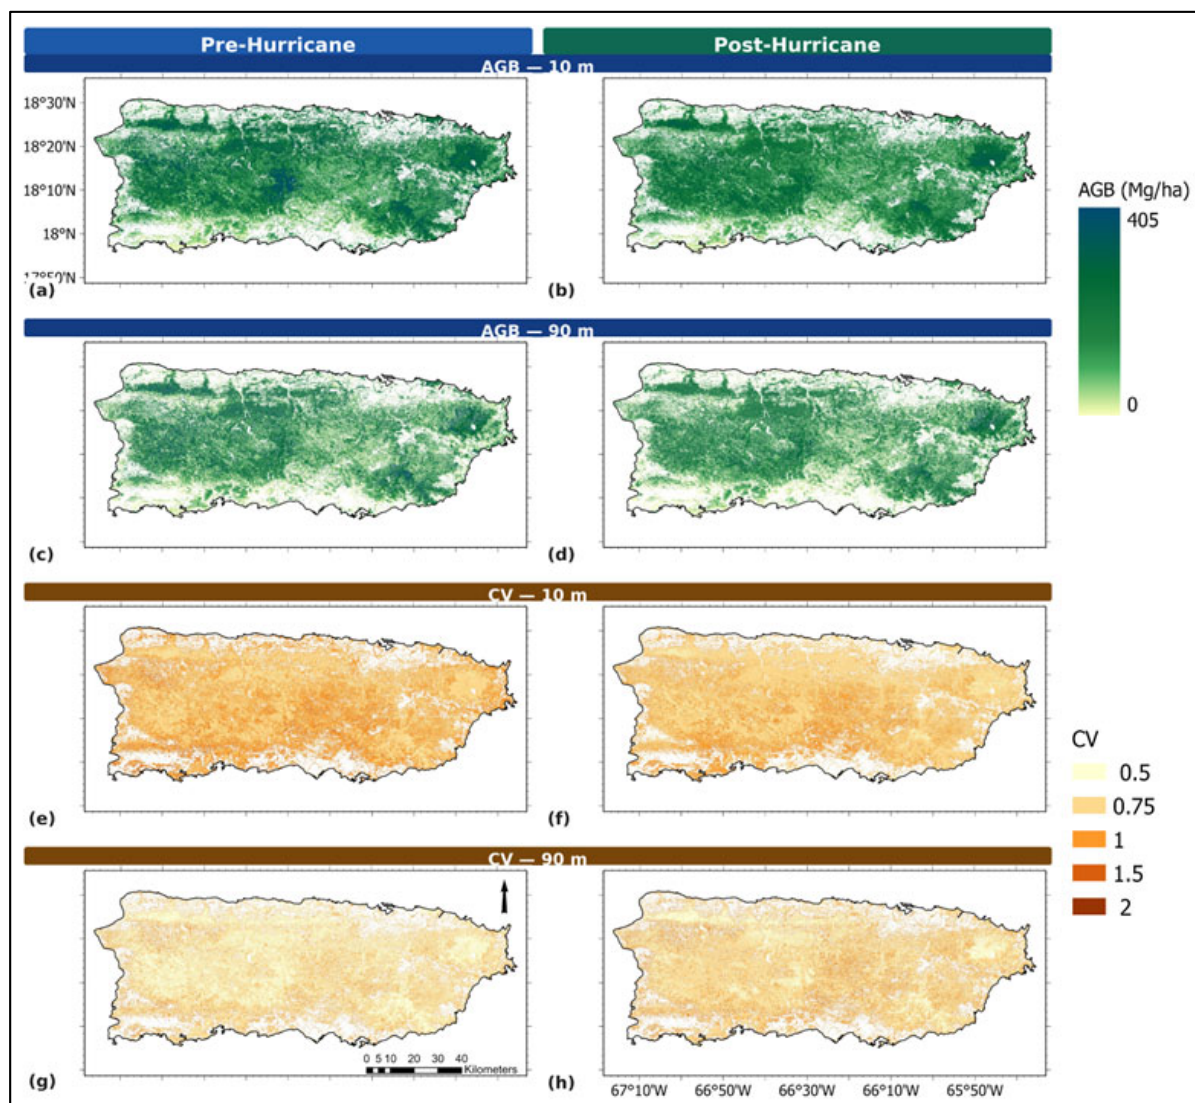 Pre-Hurricane
Post-Hurricane
AGB — 10 m
18°30'N
18°20'N
18°10'N
18°N
(a)
(b)
AGB (Mg/ha)
405
0
AGB — 90 m
(c)
(d)
CV — 10 m
(e)
(f)
CV
0.5
0.75
1
1.5
2
CV — 90 m
(g)
0 5 10 20 30 40
Kilometers
(h)
67°10'W 66°50'W 66°30'W 66°10'W 65°50'W